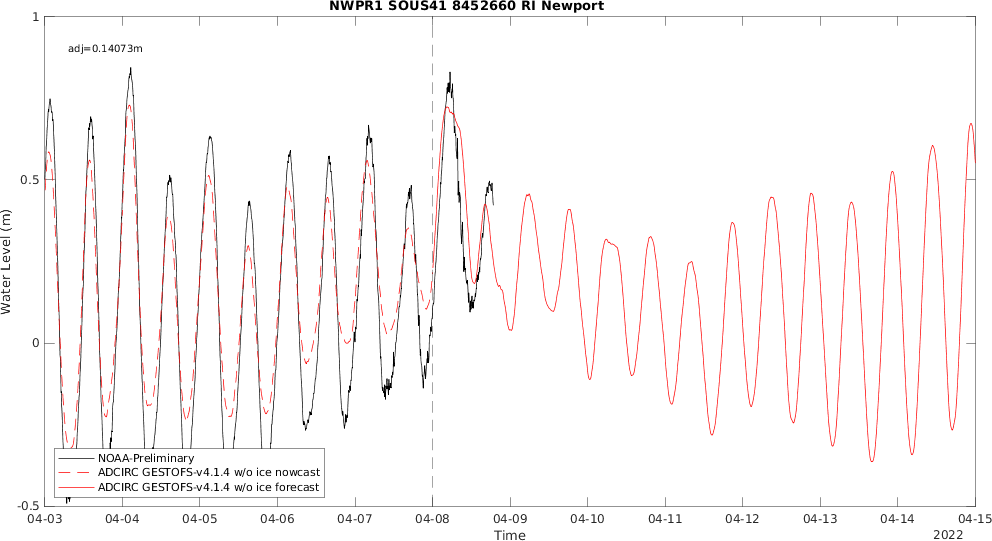 NWPR1 SOUS41 8452660 RI Newport
1
adj=0.14073m
0.5
Water Level (m)
0
NOAA-Preliminary
ADCIRC GESTOFS-v4.1.4 w/o ice nowcast
ADCIRC GESTOFS-v4.1.4 w/o ice forecast
-0.5
04-03 04-04 04-05 04-06 04-07 04-08 04-09 04-10 04-11 04-12 04-13 04-14 04-15
Time
2022